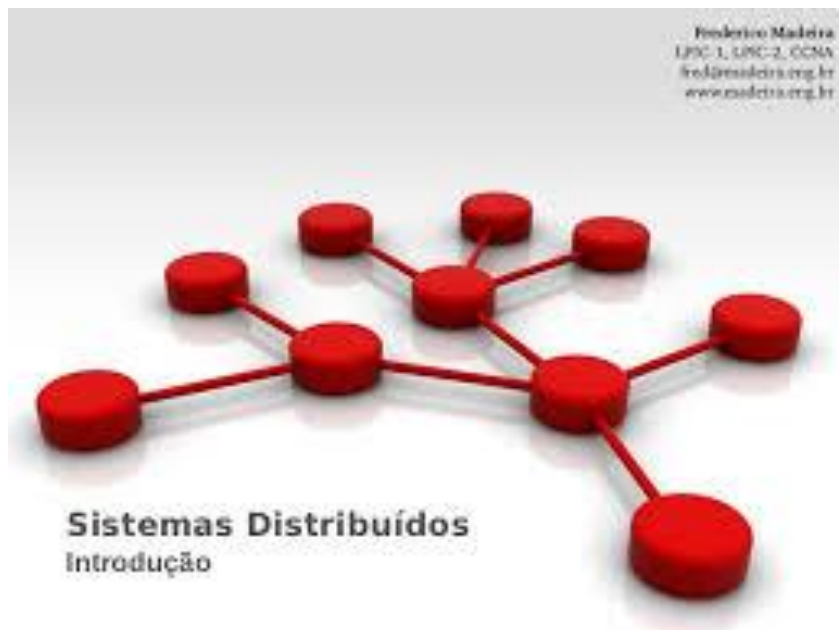 Frederico Madeira
LPIC-1, LPIC-2, CCNA
fred@madeira.eng.br
www.madeira.eng.br
Sistemas Distribuídos
Introdução